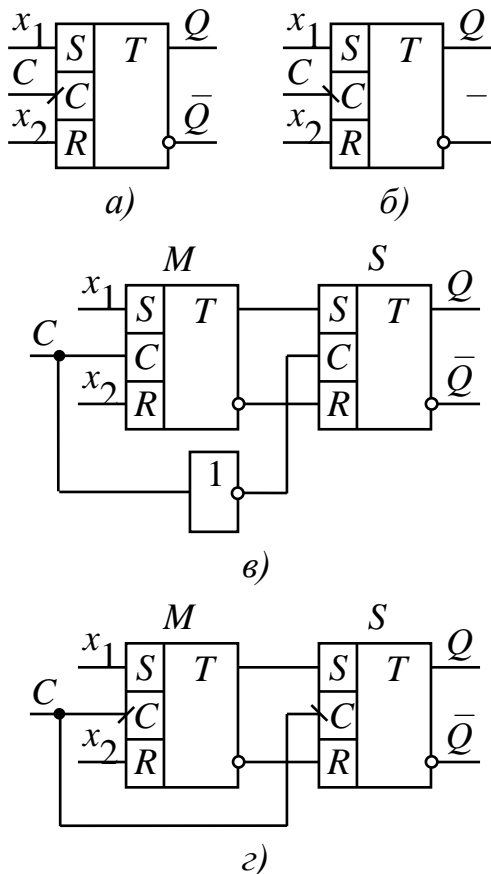 x1 S T Q
C C
x2 R Q̅
а)
x1 S T Q
C C
x2 R –
б)
M S
x1 S T S T Q
C C C
x2 R R Q̅
1
в)
M S
x1 S T S T Q
C C C
x2 R R Q̅
г)